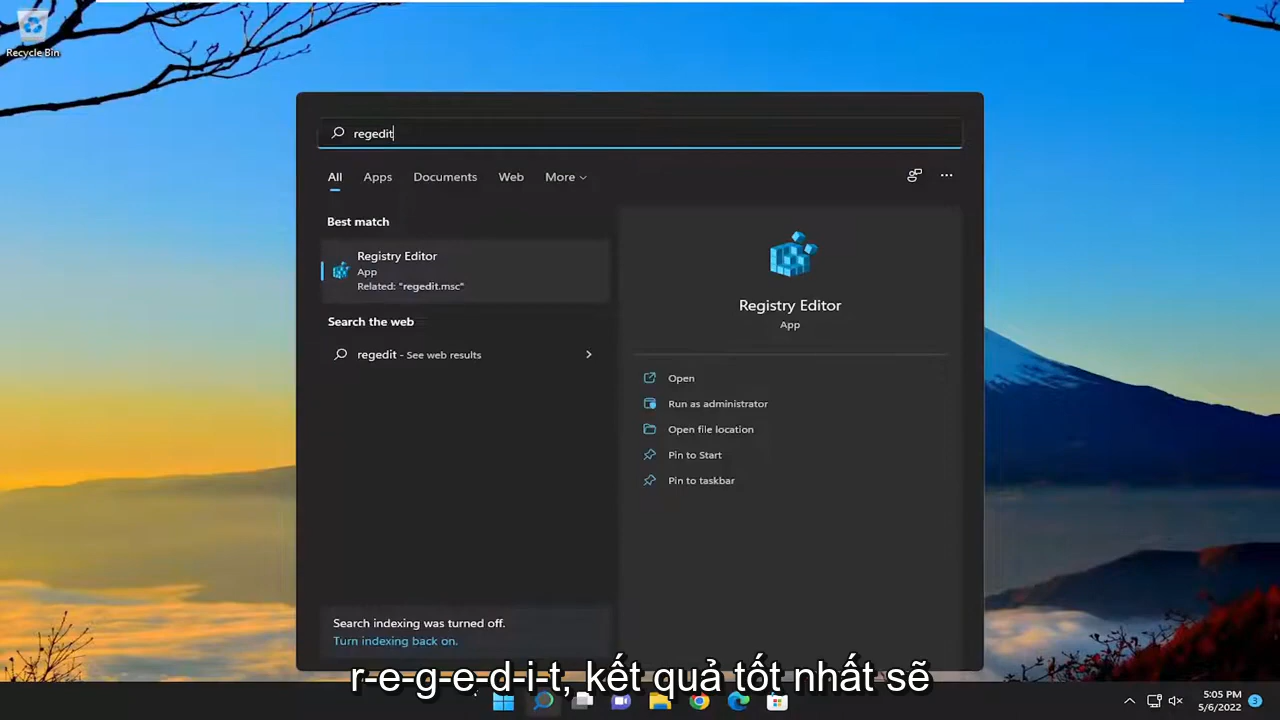 Recycle Bin
regedit
All Apps Documents Web More
Best match
Registry Editor
App
Related: "regedit.msc"
Search the web
regedit - See web results
Registry Editor
App
Open
Run as administrator
Open file location
Pin to Start
Pin to taskbar
Search indexing was turned off.
Turn indexing back on.
r-e-g-e-d-i-t, kết quả tốt nhất sẽ
5:05 PM
5/6/2022
3